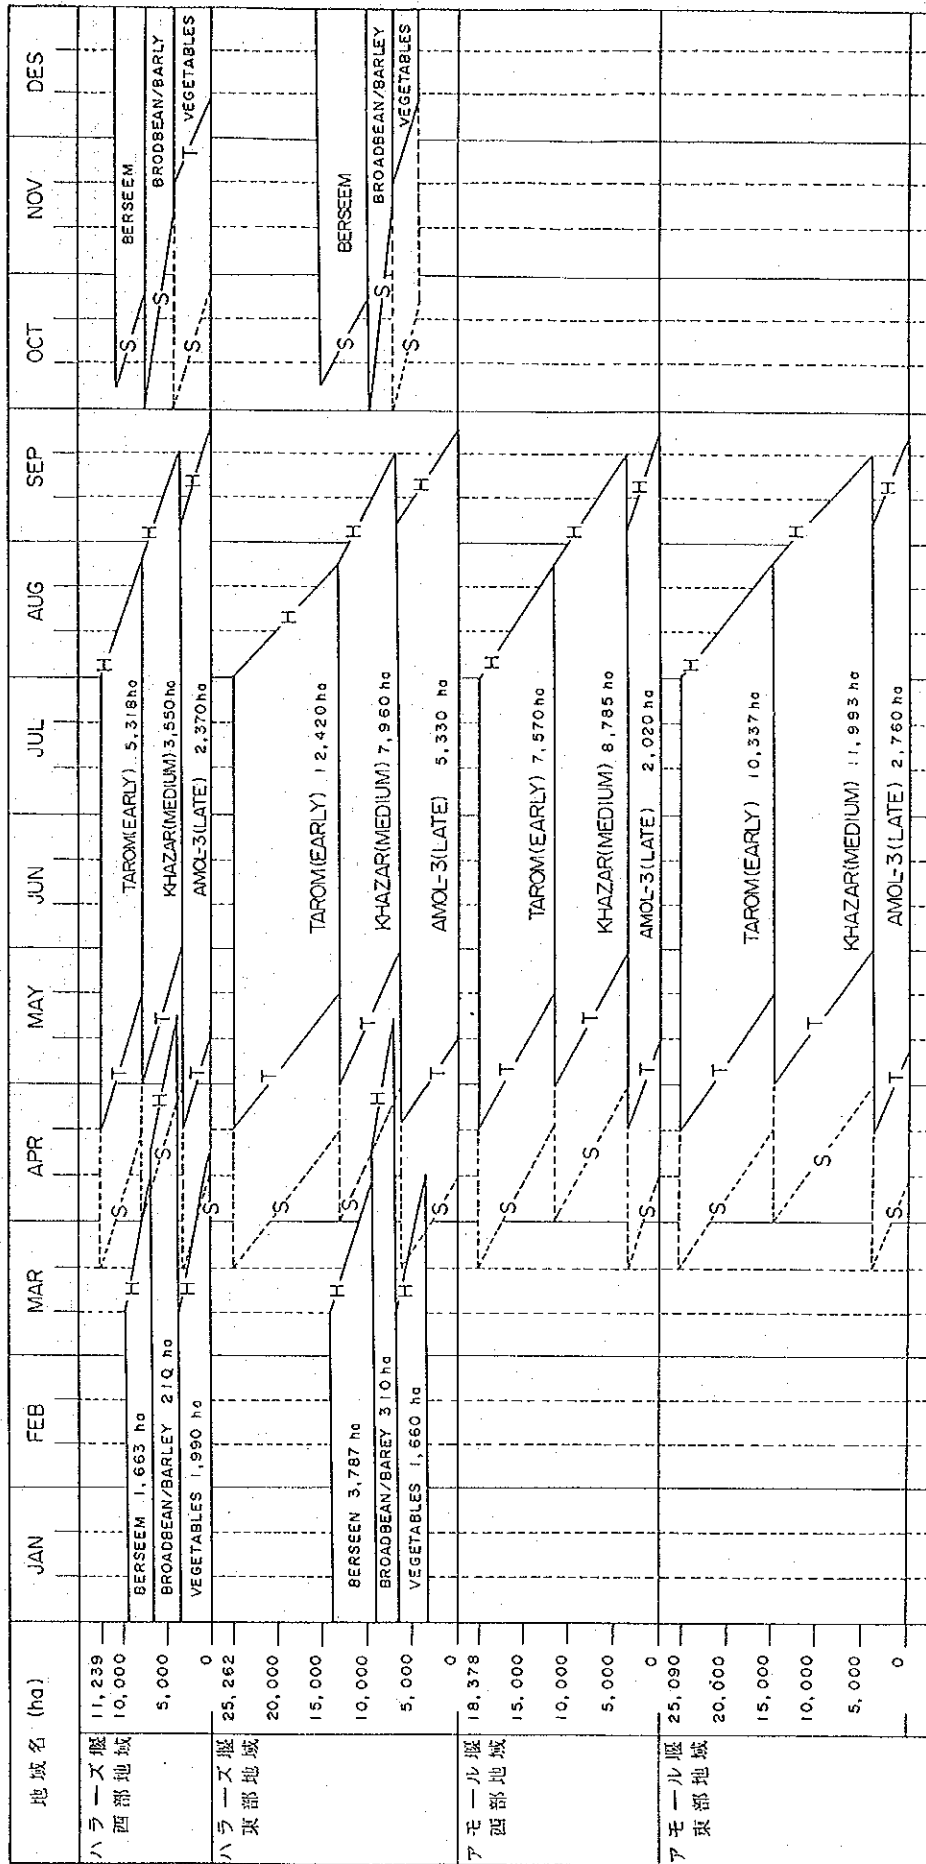 地域名 (ha)
JAN
FEB
MAR
APR
MAY
JUN
JUL
AUG
SEP
OCT
NOV
DES
ハラーズ堰
西部地域
11,239
10,000
5,000
0
BERSEEM 1,663 ha
BROADBEAN/BARLEY 210 ha
VEGETABLES 1,990 ha
H
H
H
S
S
S
T
T
T
TAROM(EARLY) 5,318 ha
KHAZAR(MEDIUM) 3,550 ha
AMOL-3(LATE) 2,370 ha
H
H
H
S
S
S
BERSEEM
BRODBEAN/BARLY
T
VEGETABLES
ハラーズ堰
東部地域
25,262
15,000
10,000
5,000
BERSEEN 3,787 ha
BROADBEAN/BAREY 310 ha
VEGETABLES 1,660 ha
H
H
H
S
S
S
T
T
T
TAROM(EARLY) 12,420 ha
KHAZAR(MEDIUM) 7,960 ha
AMOL-3(LATE) 5,330 ha
H
H
H
S
S
S
BERSEEM
BROADBEAN/BARLEY
VEGETABLES
アモール堰
西部地域
18,378
15,000
10,000
5,000
0
S
S
S
T
T
T
TAROM(EARLY) 7,570 ha
KHAZAR(MEDIUM) 8,785 ha
AMOL-3(LATE) 2,020 ha
H
H
H
アモール堰
東部地域
25,090
20,000
15,000
10,000
5,000
0
S
S
S
T
T
T
TAROM(EARLY) 10,337 ha
KHAZAR(MEDIUM) 11,993 ha
AMOL-3(LATE) 2,760 ha
H
H
H